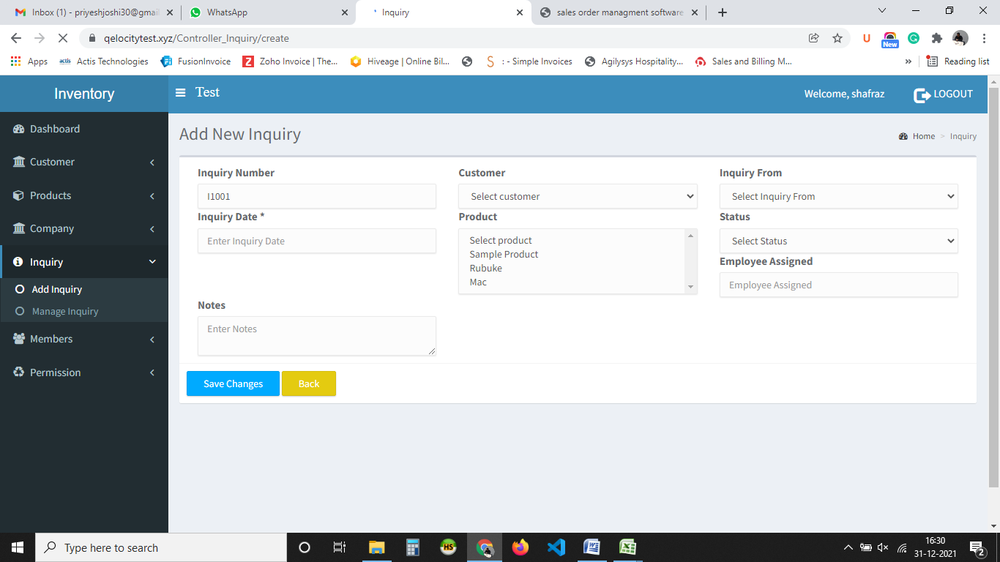 Inbox (1) - priyeshjoshi30@gmai
WhatsApp
Inquiry
sales order managment software
qelocitytest.xyz/Controller_Inquiry/create
New
Apps
actis Actis Technologies
FusionInvoice
Zoho Invoice | The...
Hiveage | Online Bil...
: - Simple Invoices
Agilysys Hospitality...
Sales and Billing M...
Reading list
Inventory
Test
Welcome, shafraz
LOGOUT
Dashboard
Customer
Products
Company
Inquiry
Add Inquiry
Manage Inquiry
Members
Permission
Add New Inquiry
Home > Inquiry
Inquiry Number
I1001
Customer
Select customer
Inquiry From
Select Inquiry From
Inquiry Date *
Enter Inquiry Date
Product
Select product
Sample Product
Rubuke
Mac
Status
Select Status
Employee Assigned
Employee Assigned
Notes
Enter Notes
Save Changes
Back
Type here to search
HS
16:30
31-12-2021
2